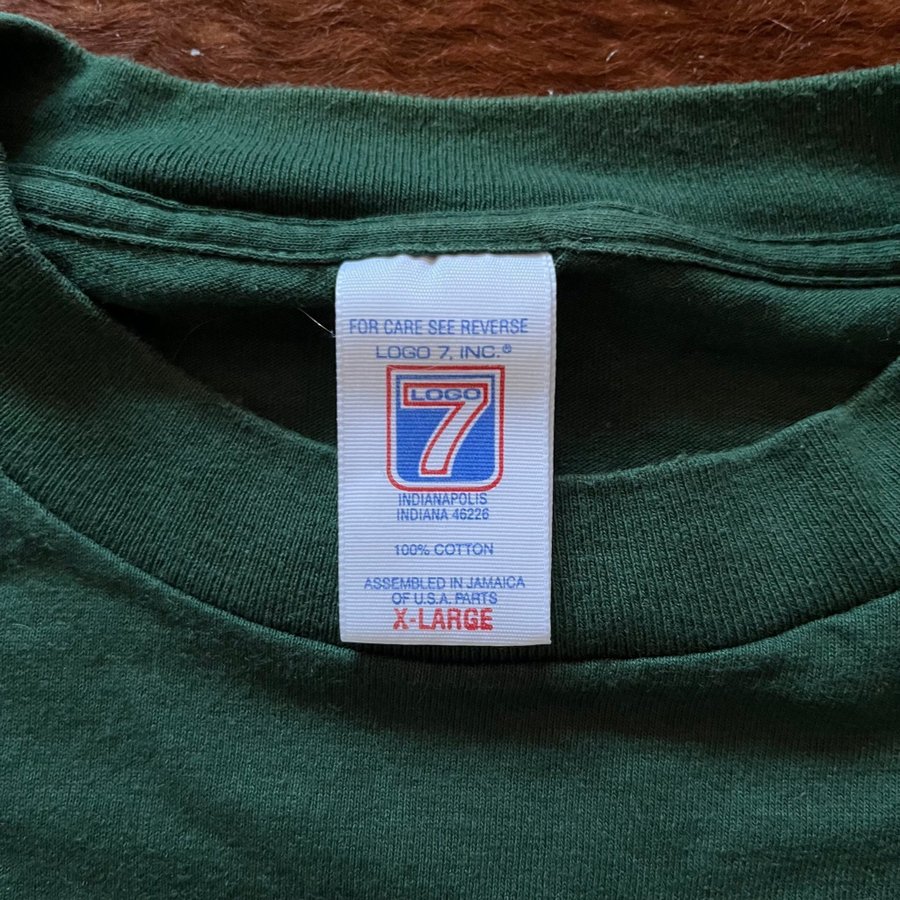 FOR CARE SEE REVERSE
LOGO 7, INC.®
LOGO
7
INDIANAPOLIS
INDIANA 46226
100% COTTON
ASSEMBLED IN JAMAICA
OF U.S.A. PARTS
X-LARGE